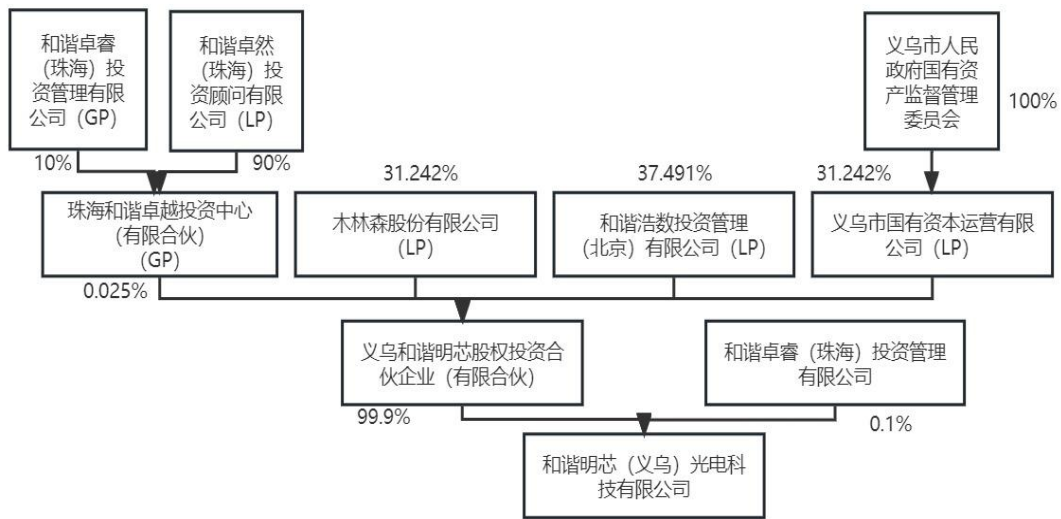 和谐卓睿
（珠海）投
资管理有限
公司（GP）
和谐卓然
（珠海）投
资顾问有限
公司（LP）
义乌市人民
政府国有资
产监督管理
委员会
100%
10%
90%
31.242%
37.491%
31.242%
珠海和谐卓越投资中心
(有限合伙)
(GP)
木林森股份有限公司
(LP)
和谐浩数投资管理
（北京）有限公司（LP）
义乌市国有资本运营有限
公司（LP）
0.025%
义乌和谐明芯股权投资合
伙企业（有限合伙）
和谐卓睿（珠海）投资管理
有限公司
99.9%
0.1%
和谐明芯（义乌）光电科
技有限公司